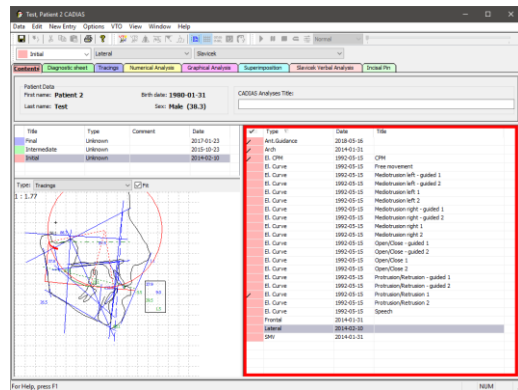 Test, Patient 2 CADIAS
Data Edit New Entry Options VTO View Window Help
Normal
Initial Lateral Slavicek
Contents Diagnostic sheet Tracings Numerical Analysis Graphical Analysis Superimposition Slavicek Verbal Analysis Incisal Pin
Patient Data
First name: Patient 2 Birth date: 1980-01-31 CADIAS Analyses Title:
Last name: Test Sex: Male (38.3)
Title Type Comment Date
Final Unknown 2017-01-23
Intermediate Unknown 2015-10-23
Initial Unknown 2014-02-10
Type: Tracings Fit
1 : 1.77
Type Date Title
Ant.Guidance 2018-05-16
Arch 2014-01-31
El. CPM 1992-05-15 CPM
El. Curve 1992-05-15 Free movement
El. Curve 1992-05-15 Mediotrusion left - guided 1
El. Curve 1992-05-15 Mediotrusion left - guided 2
El. Curve 1992-05-15 Mediotrusion left 1
El. Curve 1992-05-15 Mediotrusion left 2
El. Curve 1992-05-15 Mediotrusion right - guided 1
El. Curve 1992-05-15 Mediotrusion right - guided 2
El. Curve 1992-05-15 Mediotrusion right 1
El. Curve 1992-05-15 Mediotrusion right 2
El. Curve 1992-05-15 Open/Close - guided 1
El. Curve 1992-05-15 Open/Close - guided 2
El. Curve 1992-05-15 Open/Close 1
El. Curve 1992-05-15 Open/Close 2
El. Curve 1992-05-15 Protrusion/Retrusion - guided 1
El. Curve 1992-05-15 Protrusion/Retrusion - guided 2
El. Curve 1992-05-15 Protrusion/Retrusion 1
El. Curve 1992-05-15 Protrusion/Retrusion 2
El. Curve 1992-05-15 Speech
Frontal 2014-01-31
Lateral 2014-02-10
SMV 2014-01-31
For Help, press F1 NUM